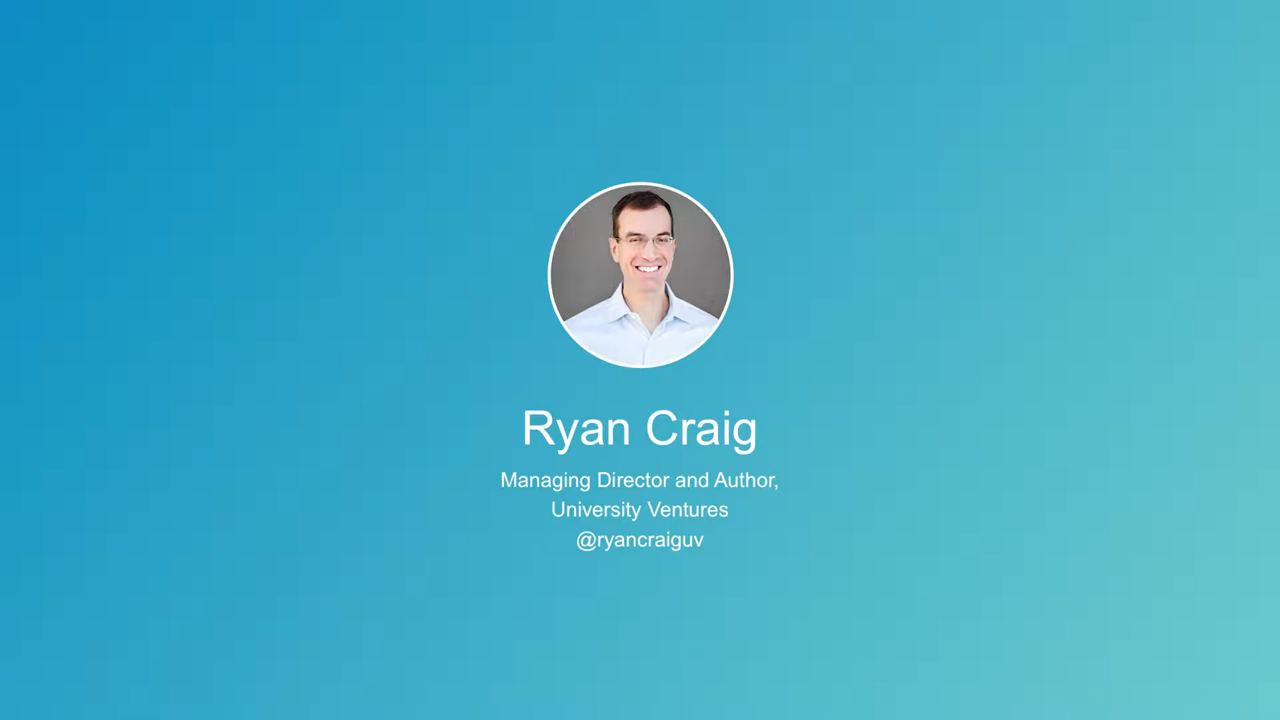 Ryan Craig
Managing Director and Author,
University Ventures
@ryancraiguv